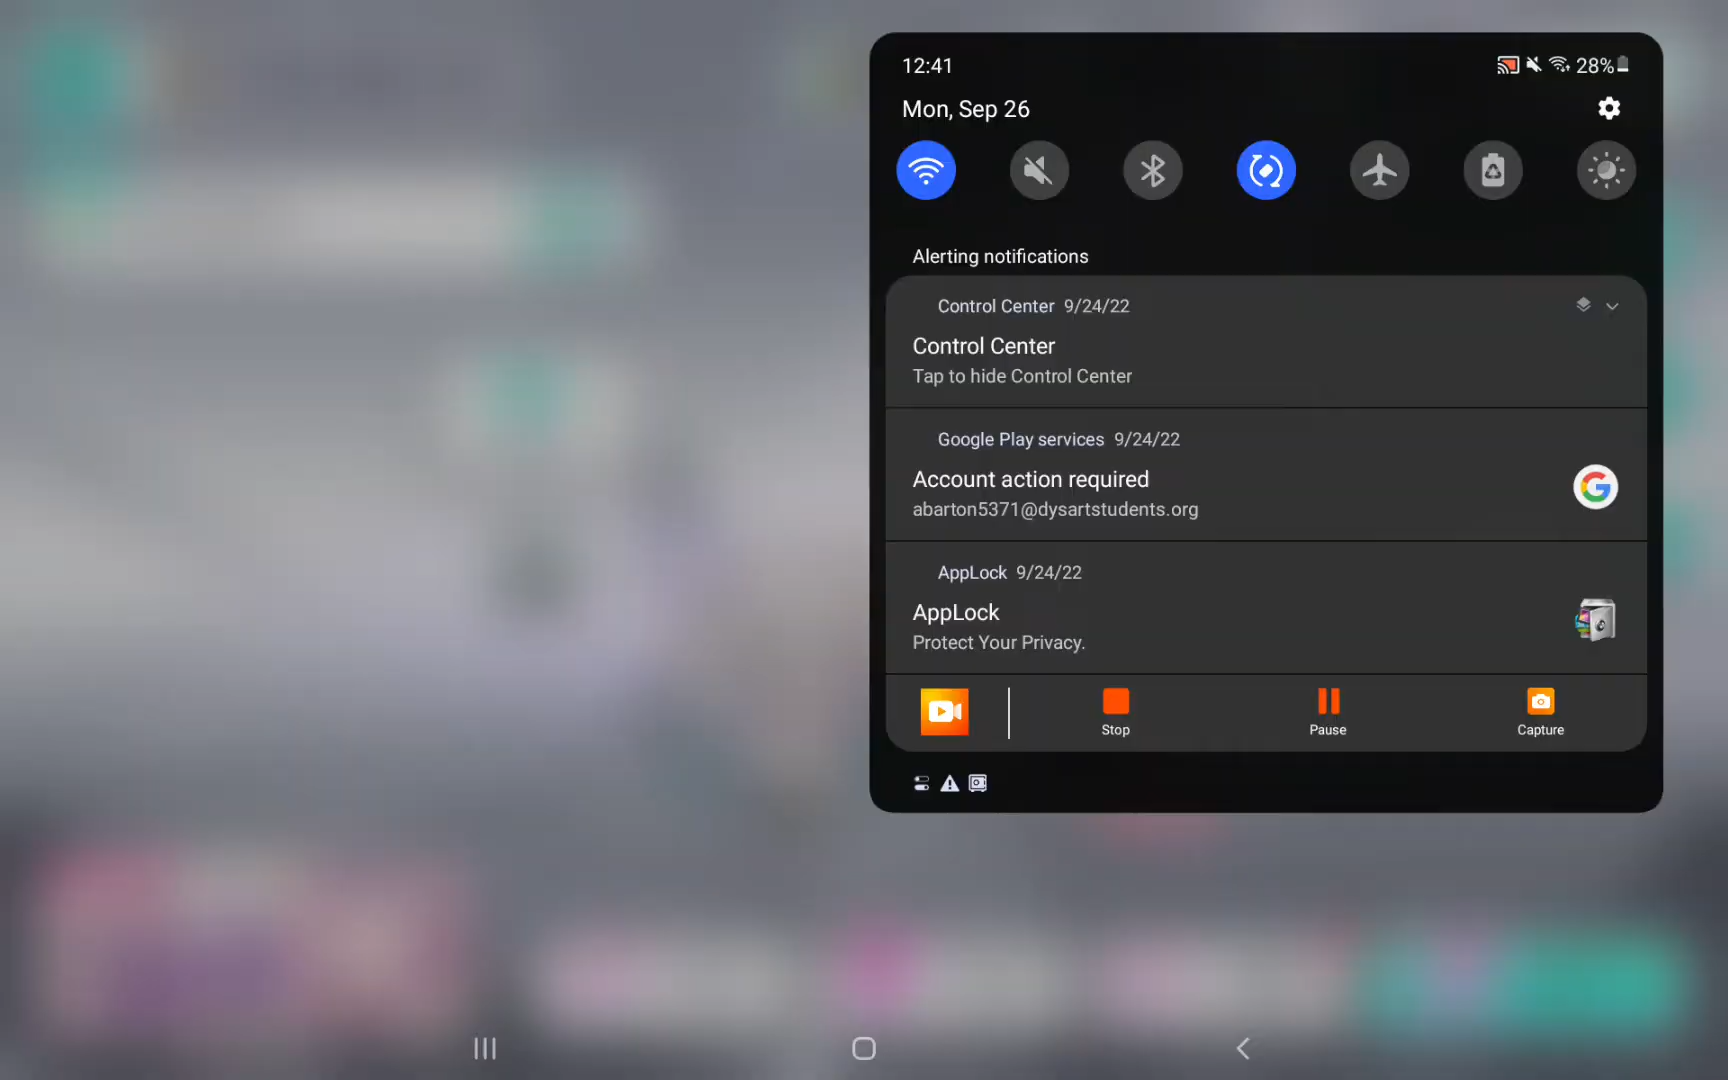 12:41
28%
Mon, Sep 26
Alerting notifications
Control Center 9/24/22
Control Center
Tap to hide Control Center
Google Play services 9/24/22
Account action required
abarton5371@dysartstudents.org
AppLock 9/24/22
AppLock
Protect Your Privacy.
Stop
Pause
Capture